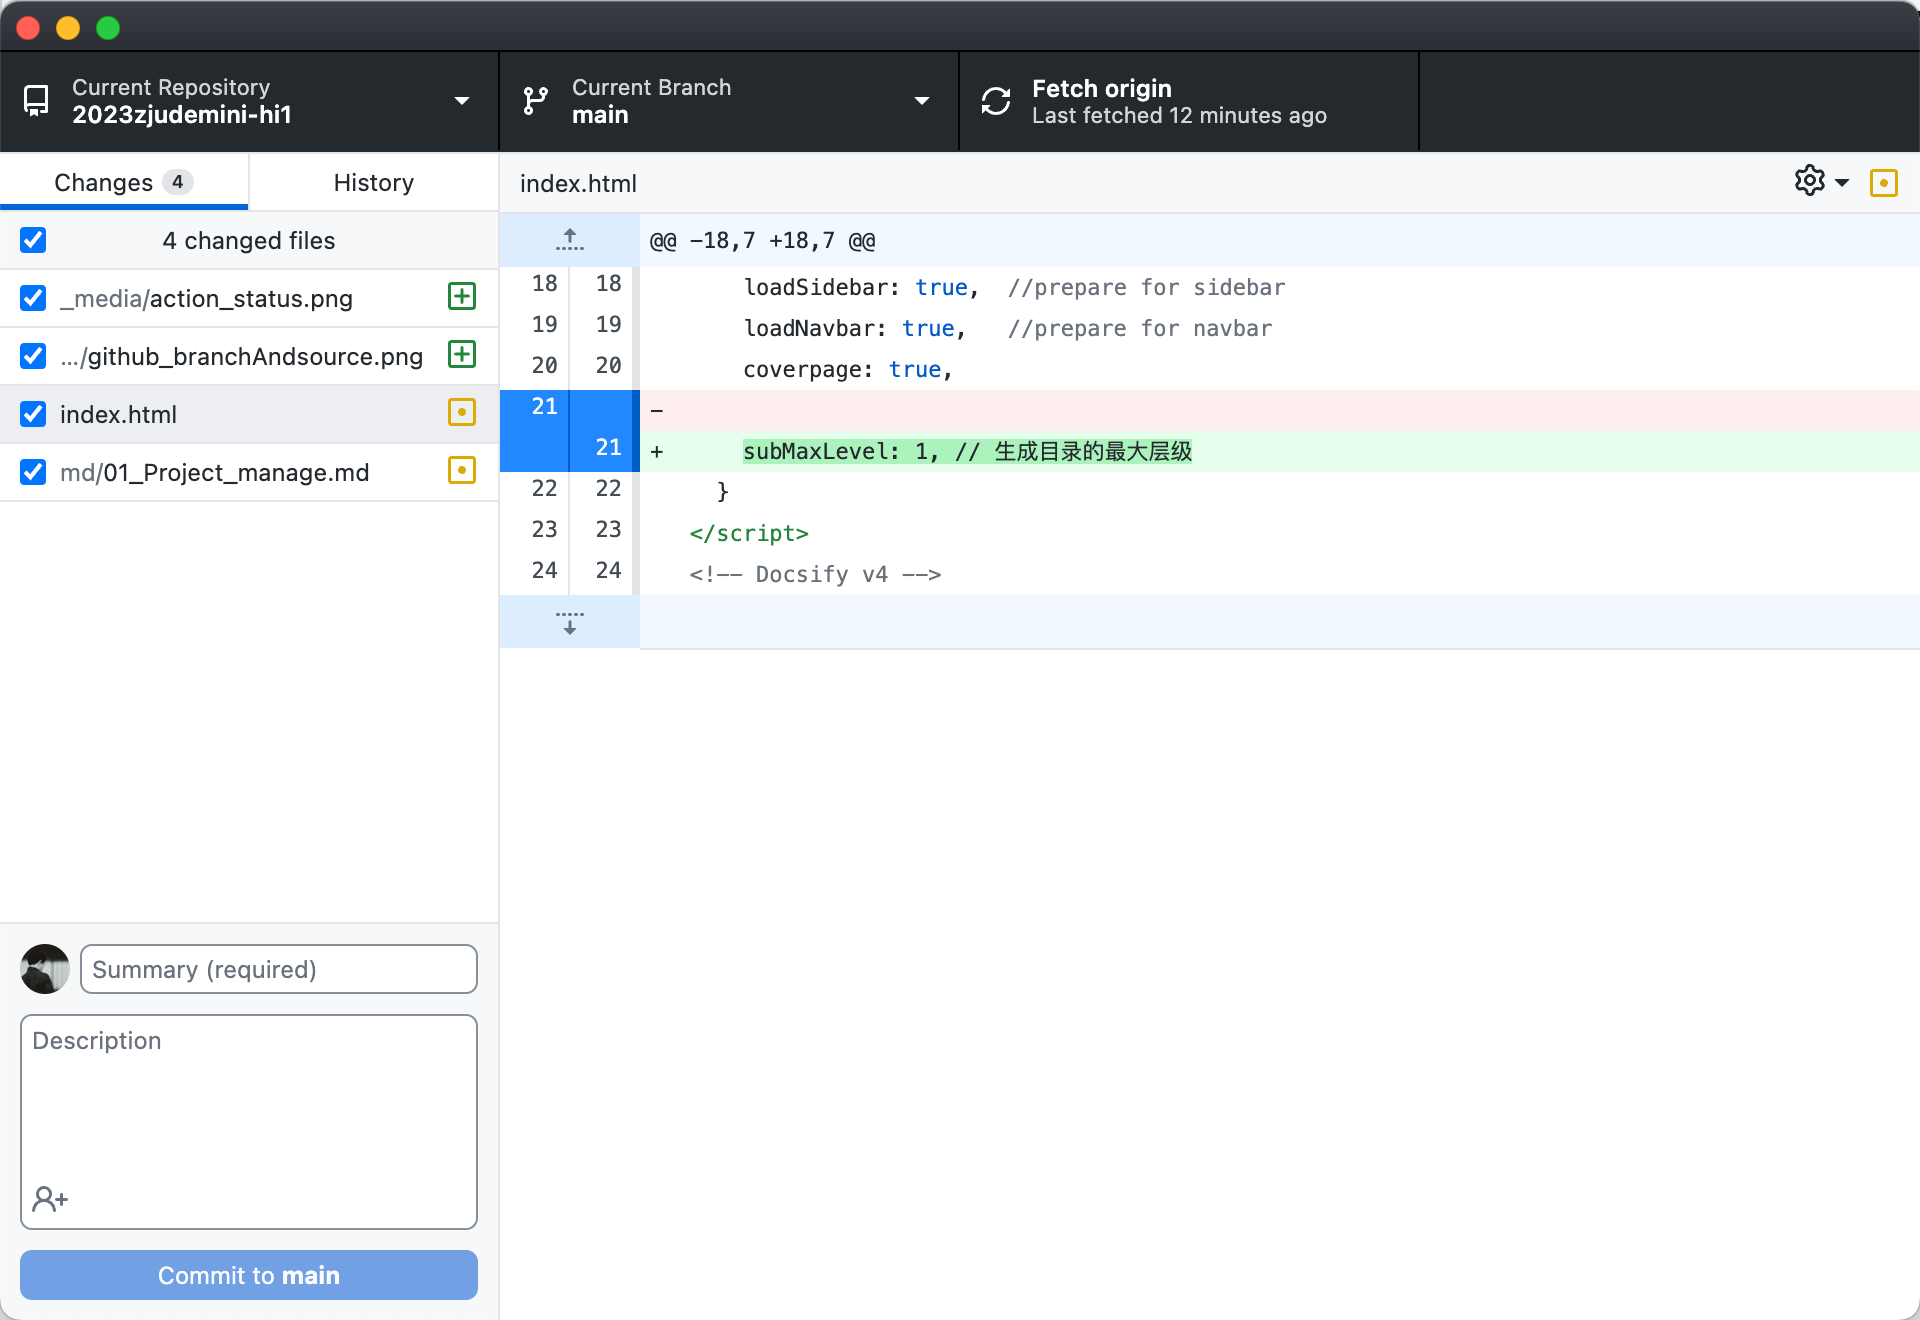 Current Repository
2023zjudemini-hi1
Current Branch
main
Fetch origin
Last fetched 12 minutes ago
Changes 4
History
index.html
4 changed files
_media/action_status.png
.../github_branchAndsource.png
index.html
md/01_Project_manage.md
@@ -18,7 +18,7 @@
18 18 loadSidebar: true, //prepare for sidebar
19 19 loadNavbar: true, //prepare for navbar
20 20 coverpage: true,
21 -
21 + subMaxLevel: 1, // 生成目录的最大层级
22 22 }
23 23 </script>
24 24 <!-- Docsify v4 -->
Summary (required)
Description
Commit to main